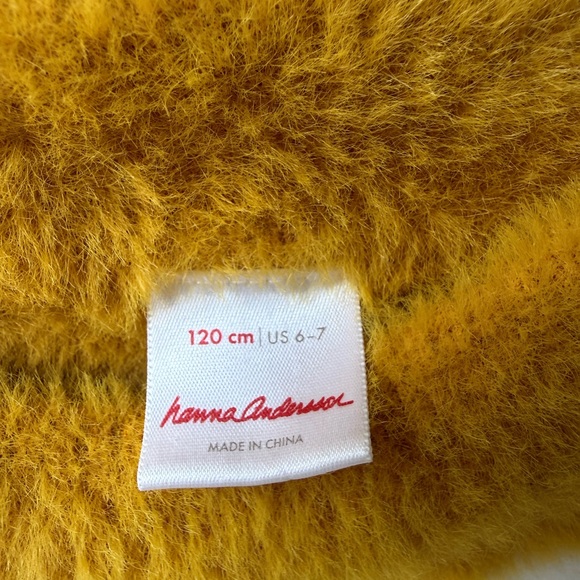 120 cm | US 6-7
hanna Andersson
MADE IN CHINA